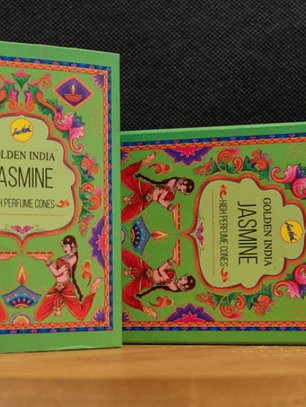 GOLDEN INDIA
JASMINE
HIGH PERFUME CONES
GOLDEN INDIA
JASMINE
HIGH PERFUME CONES